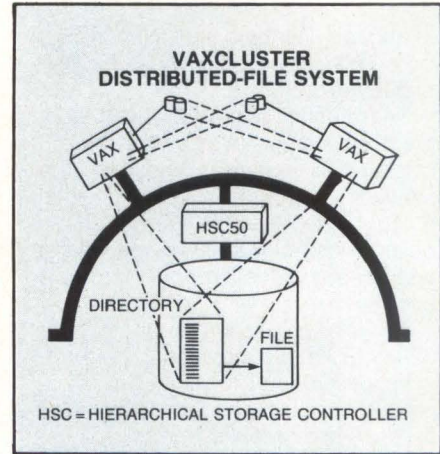 VAXCLUSTER
DISTRIBUTED-FILE SYSTEM
VAX
VAX
HSC50
DIRECTORY
FILE
HSC = HIERARCHICAL STORAGE CONTROLLER